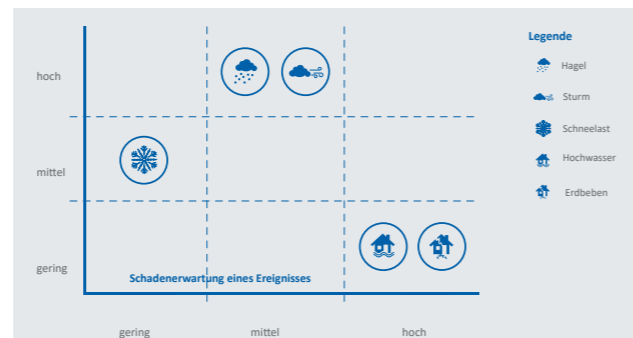 Legende
hoch
Hagel
Sturm
Schneelast
mittel
Hochwasser
Erdbeben
gering
Schadenerwartung eines Ereignisses
gering mittel hoch